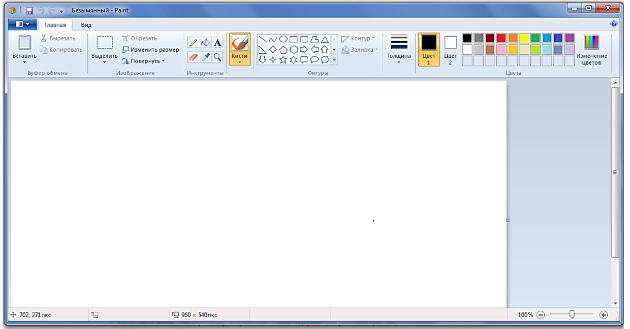 Безымянный - Paint
Главная Вид
Вставить
Вырезать
Копировать
Буфер обмена
Выделить
Обрезать
Изменить размер
Повернуть
Изображение
A
Инструменты
Кисти
Контур
Заливка
Фигуры
Толщина
Цвет 1
Цвет 2
Изменение цветов
Цвета
702, 271пкс
960 × 540пкс
100%